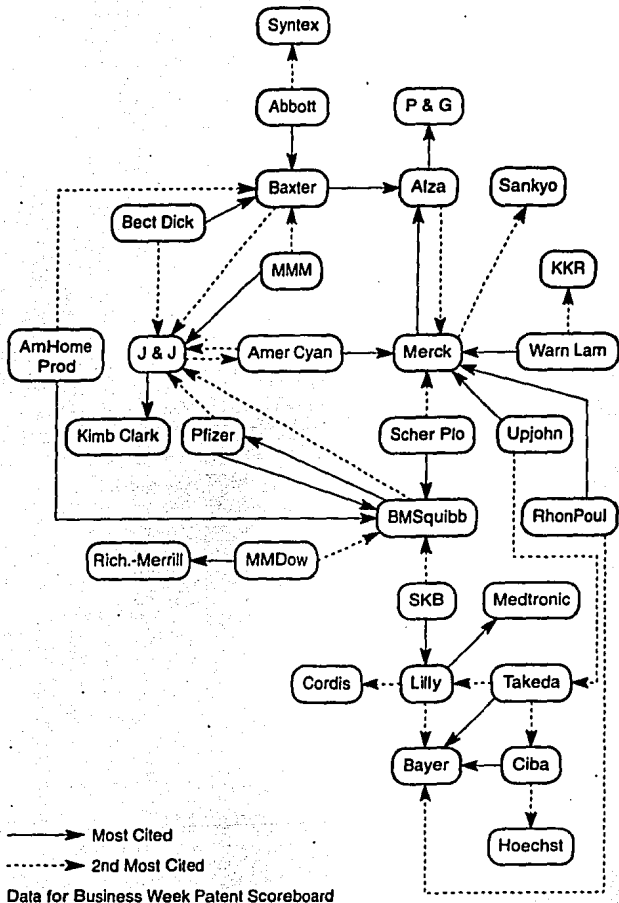 Syntex
Abbott
P & G
Baxter
Alza
Sankyo
Bect Dick
MMM
KKR
AmHome
Prod
J & J
Amer Cyan
Merck
Warn Lam
Kimb Clark
Pfizer
Scher Plo
Upjohn
BMSquibb
RhonPoul
Rich.-Merrill
MMDow
SKB
Medtronic
Cordis
Lilly
Takeda
Bayer
Ciba
Hoechst
Most Cited
2nd Most Cited
Data for Business Week Patent Scoreboard